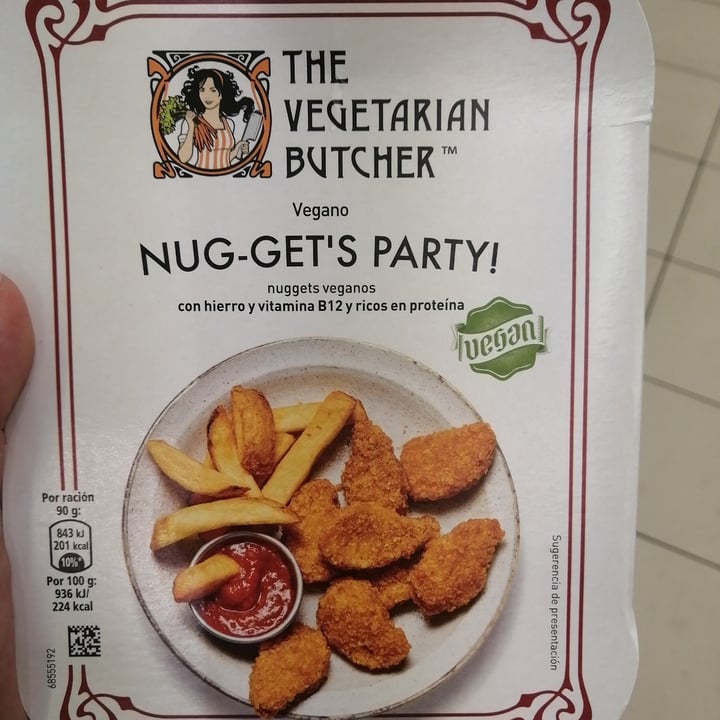 THE
VEGETARIAN
BUTCHER™
Vegano
NUG-GET'S PARTY!
nuggets veganos
con hierro y vitamina B12 y ricos en proteína
vegan
Por ración
90 g:
843 kJ
201 kcal
10%*
Por 100 g:
936 kJ/
224 kcal
68555192
Sugerencia de presentación